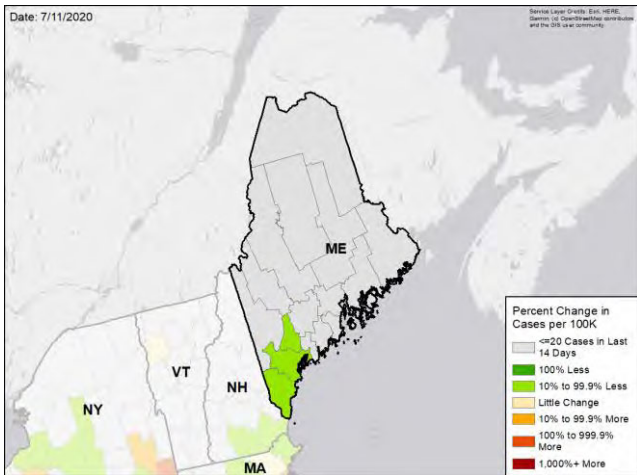 Date: 7/11/2020
Service Layer Credits: Esri, HERE,
Garmin, (c) OpenStreetMap contributors
and the GIS user community
ME
VT
NH
NY
MA
Percent Change in
Cases per 100K
<=20 Cases in Last
14 Days
100% Less
10% to 99.9% Less
Little Change
10% to 99.9% More
100% to 999.9%
More
1,000%+ More